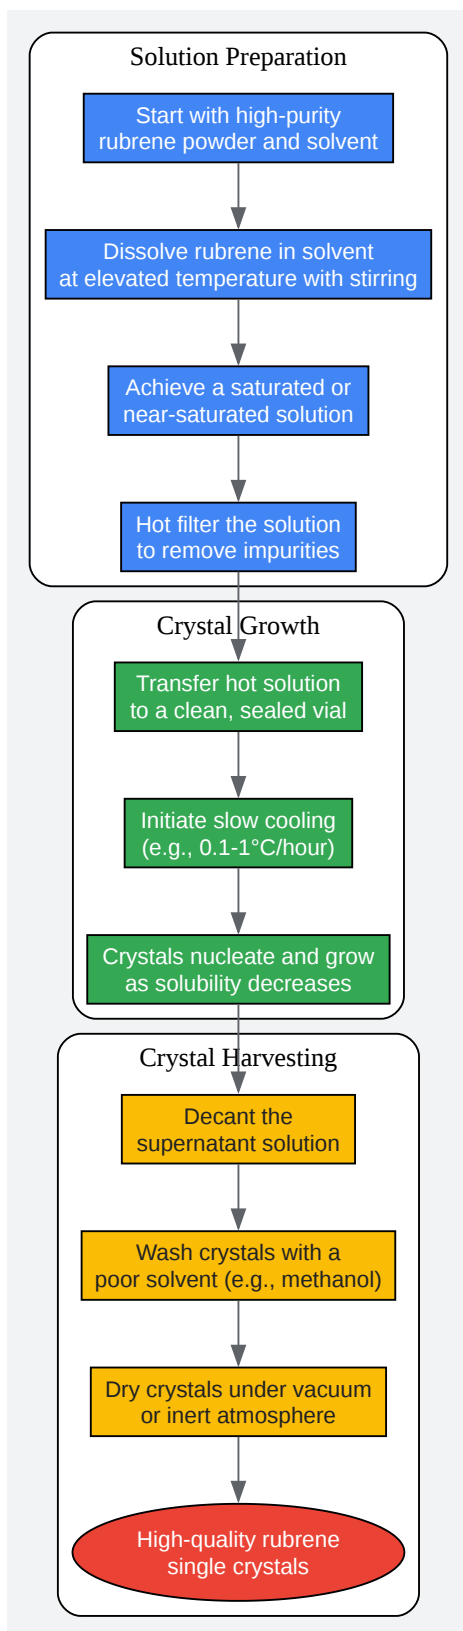 Solution Preparation
Start with high-purity
rubrene powder and solvent
Dissolve rubrene in solvent
at elevated temperature with stirring
Achieve a saturated or
near-saturated solution
Hot filter the solution
to remove impurities
Crystal Growth
Transfer hot solution
to a clean, sealed vial
Initiate slow cooling
(e.g., 0.1-1°C/hour)
Crystals nucleate and grow
as solubility decreases
Crystal Harvesting
Decant the
supernatant solution
Wash crystals with a
poor solvent (e.g., methanol)
Dry crystals under vacuum
or inert atmosphere
High-quality rubrene
single crystals